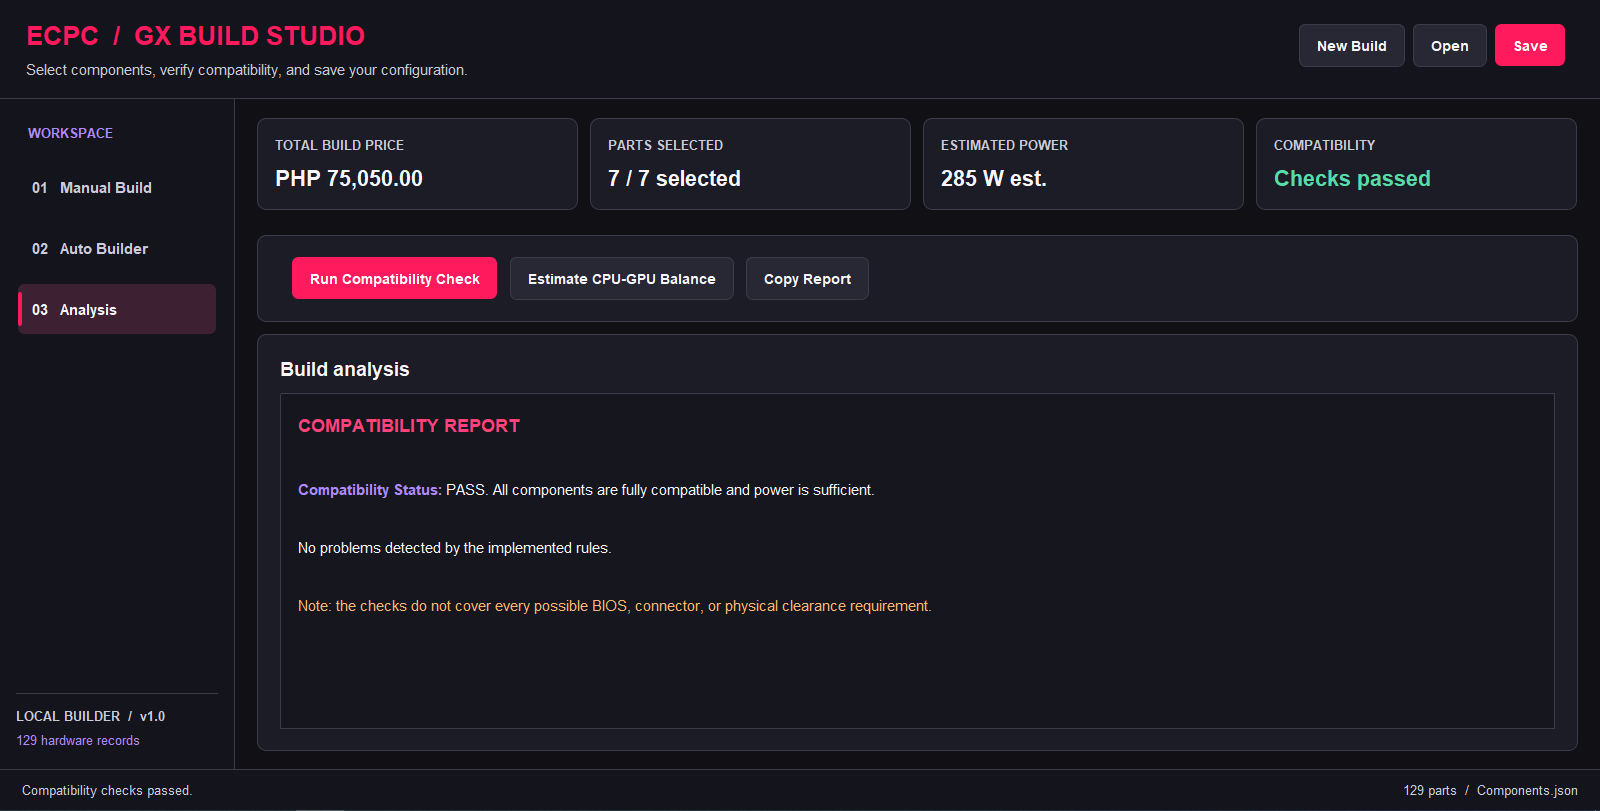 ECPC / GX BUILD STUDIO
Select components, verify compatibility, and save your configuration.
New Build
Open
Save
WORKSPACE
01 Manual Build
02 Auto Builder
03 Analysis
TOTAL BUILD PRICE
PHP 75,050.00
PARTS SELECTED
7 / 7 selected
ESTIMATED POWER
285 W est.
COMPATIBILITY
Checks passed
Run Compatibility Check
Estimate CPU-GPU Balance
Copy Report
Build analysis
COMPATIBILITY REPORT
Compatibility Status: PASS. All components are fully compatible and power is sufficient.
No problems detected by the implemented rules.
Note: the checks do not cover every possible BIOS, connector, or physical clearance requirement.
LOCAL BUILDER / v1.0
129 hardware records
Compatibility checks passed.
129 parts / Components.json